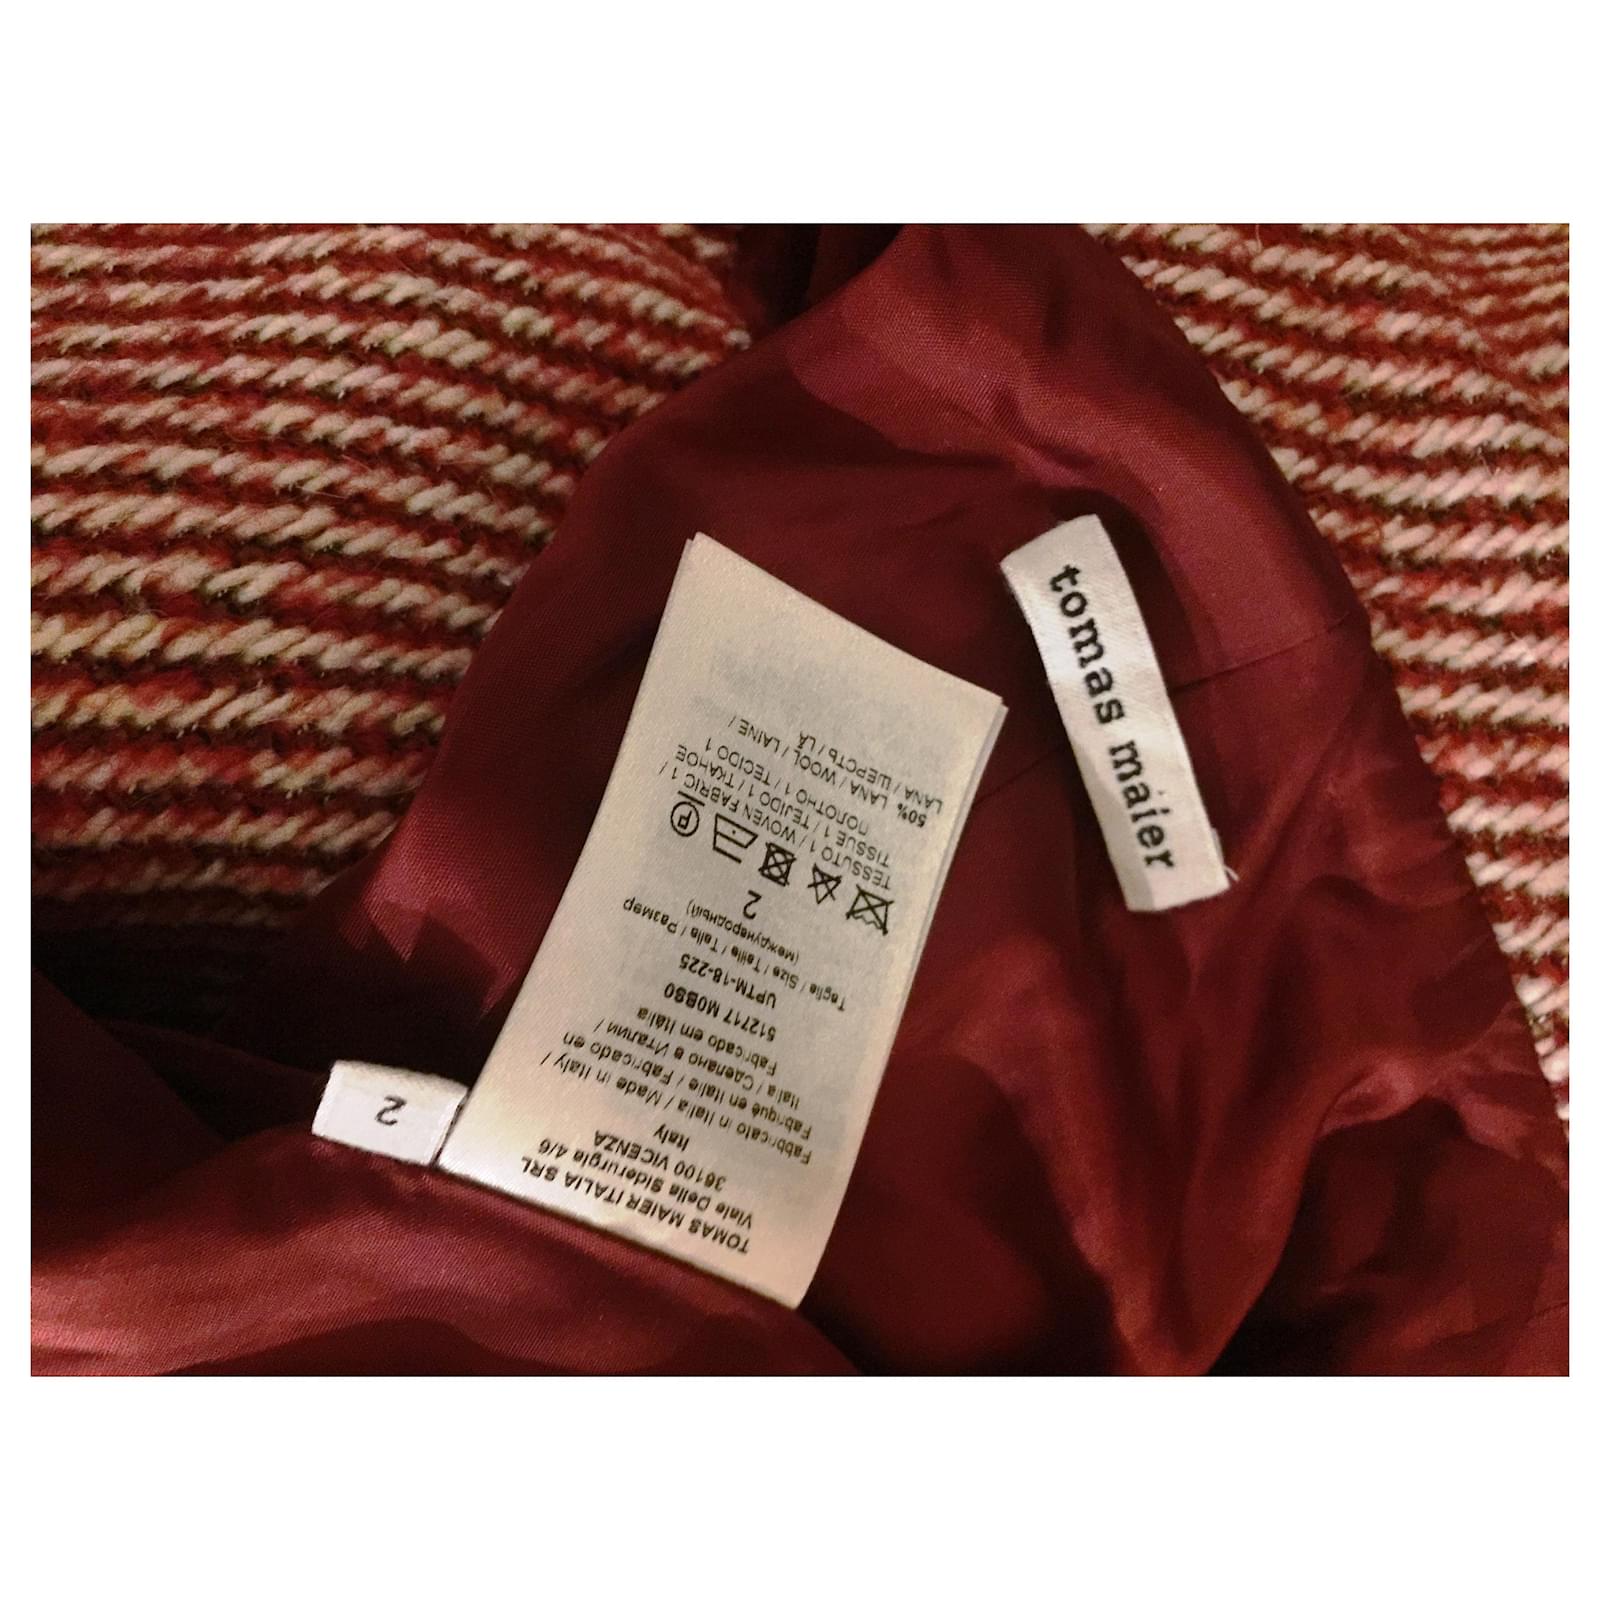 tomas maier
TOMAS MAIER ITALIA SRL
Viale Della Siderurgia 4/6
36100 VICENZA
Italy
Fabbricato in Italia / Made in Italy /
Fabriqué en Italie / Fabricado en
Italia / Сделано в Италии /
Fabricado em Itália
512717 M0BS0
UPTM-18-225
Taglia / Size / Taille / Talla / Размер
(международный)
2
P
TESSUTO 1 / WOVEN FABRIC 1 /
TISSUE 1 / TEJIDO 1 / ТКАНОЕ
ПОЛОТНО 1 / TECIDO 1
50% LANA / WOOL / LAINE /
LANA / ШЕРСТЬ / LÃ
2